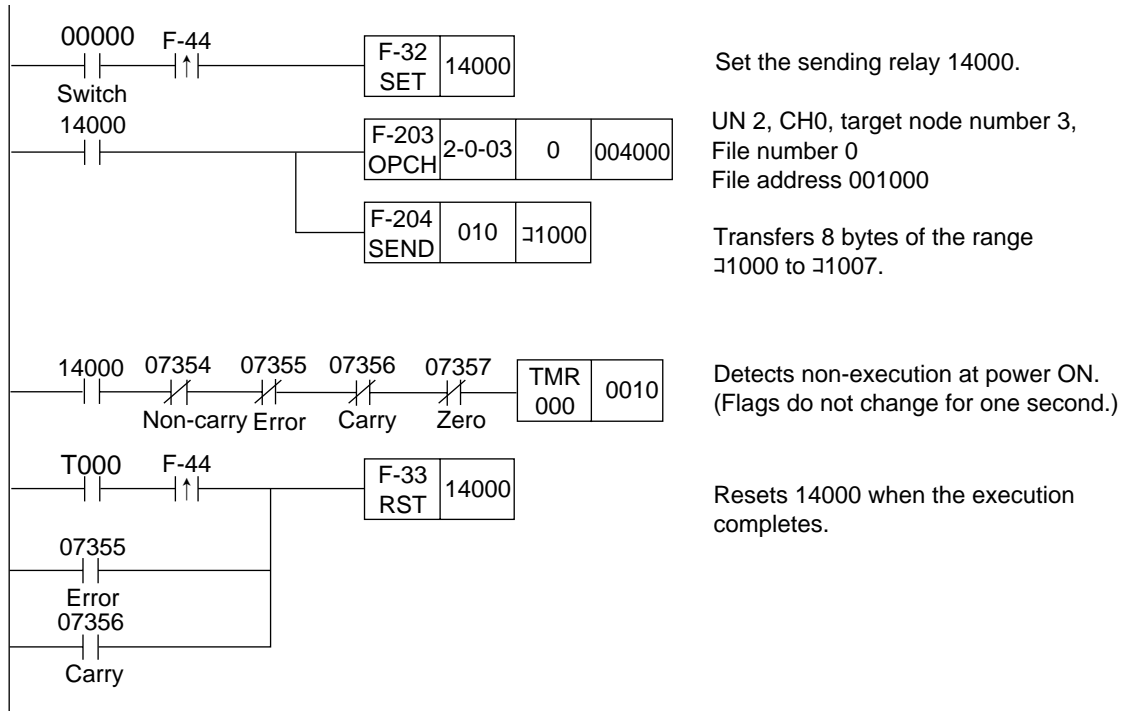 00000 F-44
F-32 SET 14000
Set the sending relay 14000.
Switch
14000
F-203 OPCH 2-0-03 0 004000
UN 2, CH0, target node number 3,
File number 0
File address 001000
F-204 SEND 010 コ1000
Transfers 8 bytes of the range
コ1000 to コ1007.
14000 07354 07355 07356 07357
TMR 000 0010
Non-carry Error Carry Zero
Detects non-execution at power ON.
(Flags do not change for one second.)
T000 F-44
F-33 RST 14000
Resets 14000 when the execution
completes.
07355
Error
07356
Carry